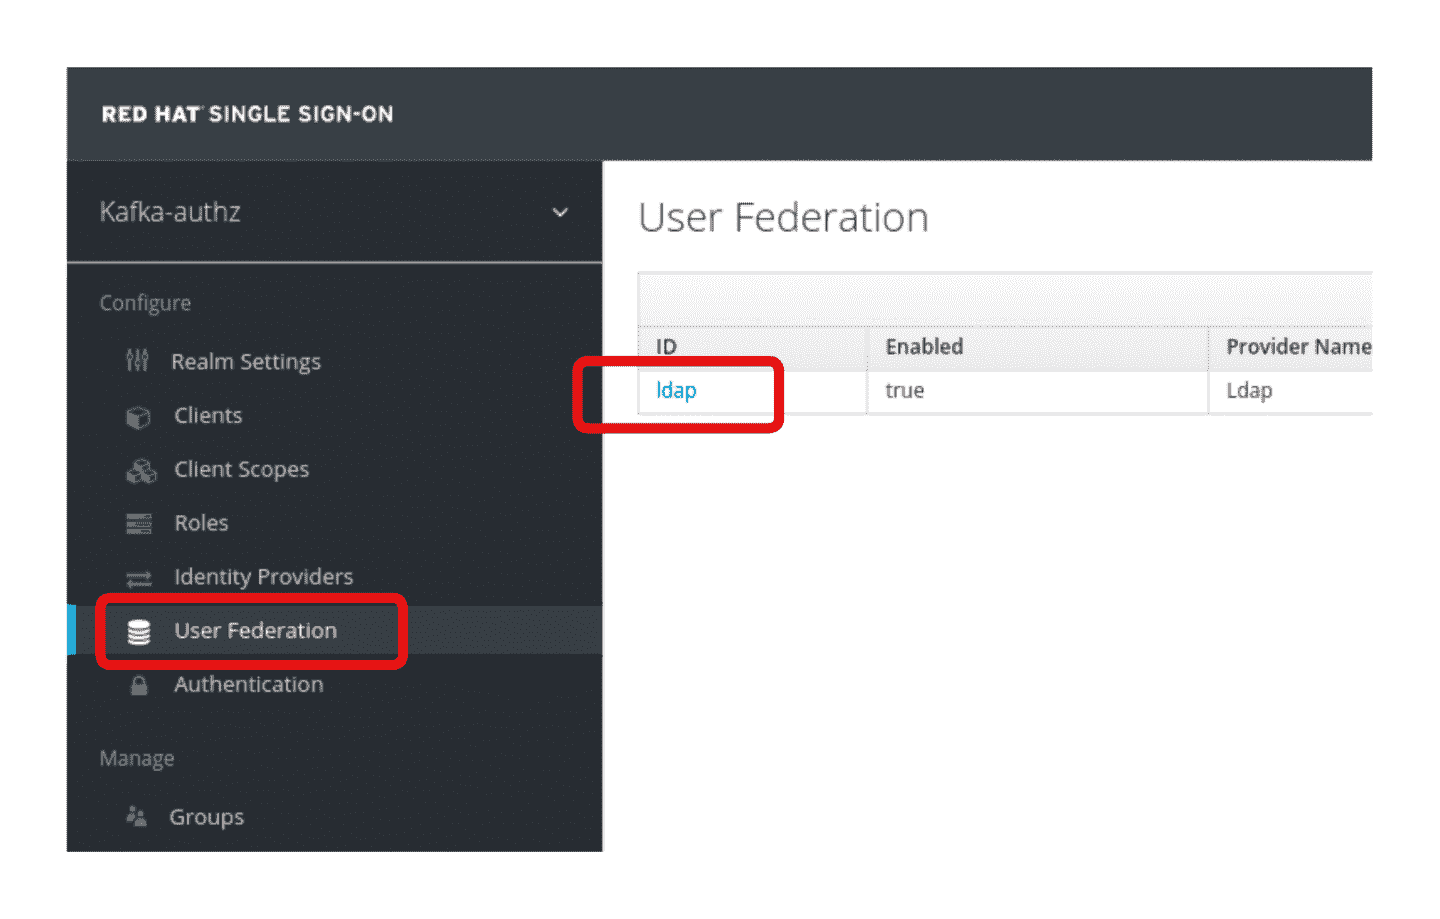 RED HAT SINGLE SIGN-ON
Kafka-authz
Configure
Realm Settings
Clients
Client Scopes
Roles
Identity Providers
User Federation
Authentication
Manage
Groups
User Federation
ID Enabled Provider Name
ldap true Ldap